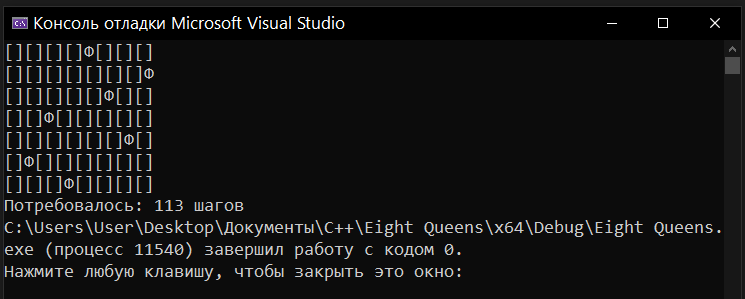 Консоль отладки Microsoft Visual Studio
[][][][]Ф[][][]
[][][][][][][]Ф
[][][][][]Ф[][]
[][]Ф[][][][][]
[][][][][][]Ф[]
[]Ф[][][][][][]
[][][]Ф[][][][]
Потребовалось: 113 шагов
C:\Users\User\Desktop\Документы\C++\Eight Queens\x64\Debug\Eight Queens.
exe (процесс 11540) завершил работу с кодом 0.
Нажмите любую клавишу, чтобы закрыть это окно: